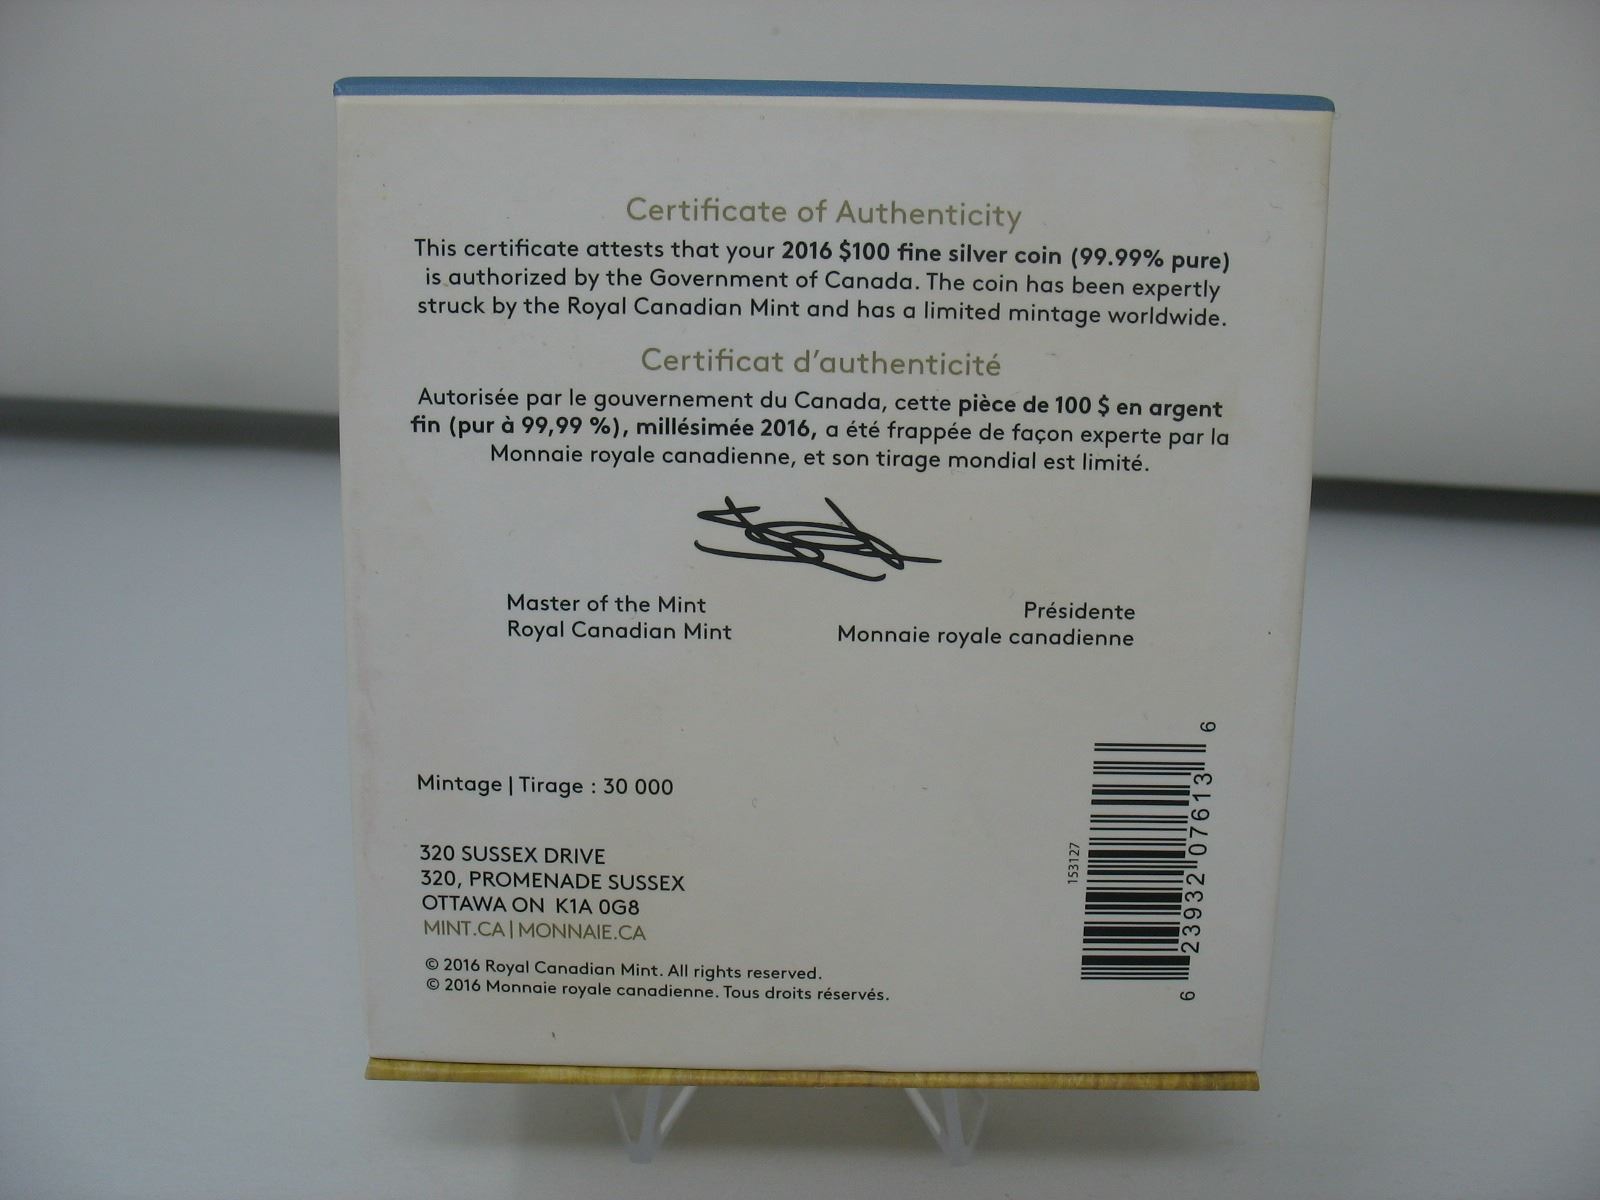 Certificate of Authenticity
This certificate attests that your 2016 $100 fine silver coin (99.99% pure)
is authorized by the Government of Canada. The coin has been expertly
struck by the Royal Canadian Mint and has a limited mintage worldwide.
Certificat d'authenticité
Autorisée par le gouvernement du Canada, cette pièce de 100 $ en argent
fin (pur à 99,99 %), millésimée 2016, a été frappée de façon experte par la
Monnaie royale canadienne, et son tirage mondial est limité.
Master of the Mint
Royal Canadian Mint
Présidente
Monnaie royale canadienne
Mintage | Tirage : 30 000
320 SUSSEX DRIVE
320, PROMENADE SUSSEX
OTTAWA ON K1A 0G8
MINT.CA | MONNAIE.CA
© 2016 Royal Canadian Mint. All rights reserved.
© 2016 Monnaie royale canadienne. Tous droits réservés.
153127
6 23932 07613 6